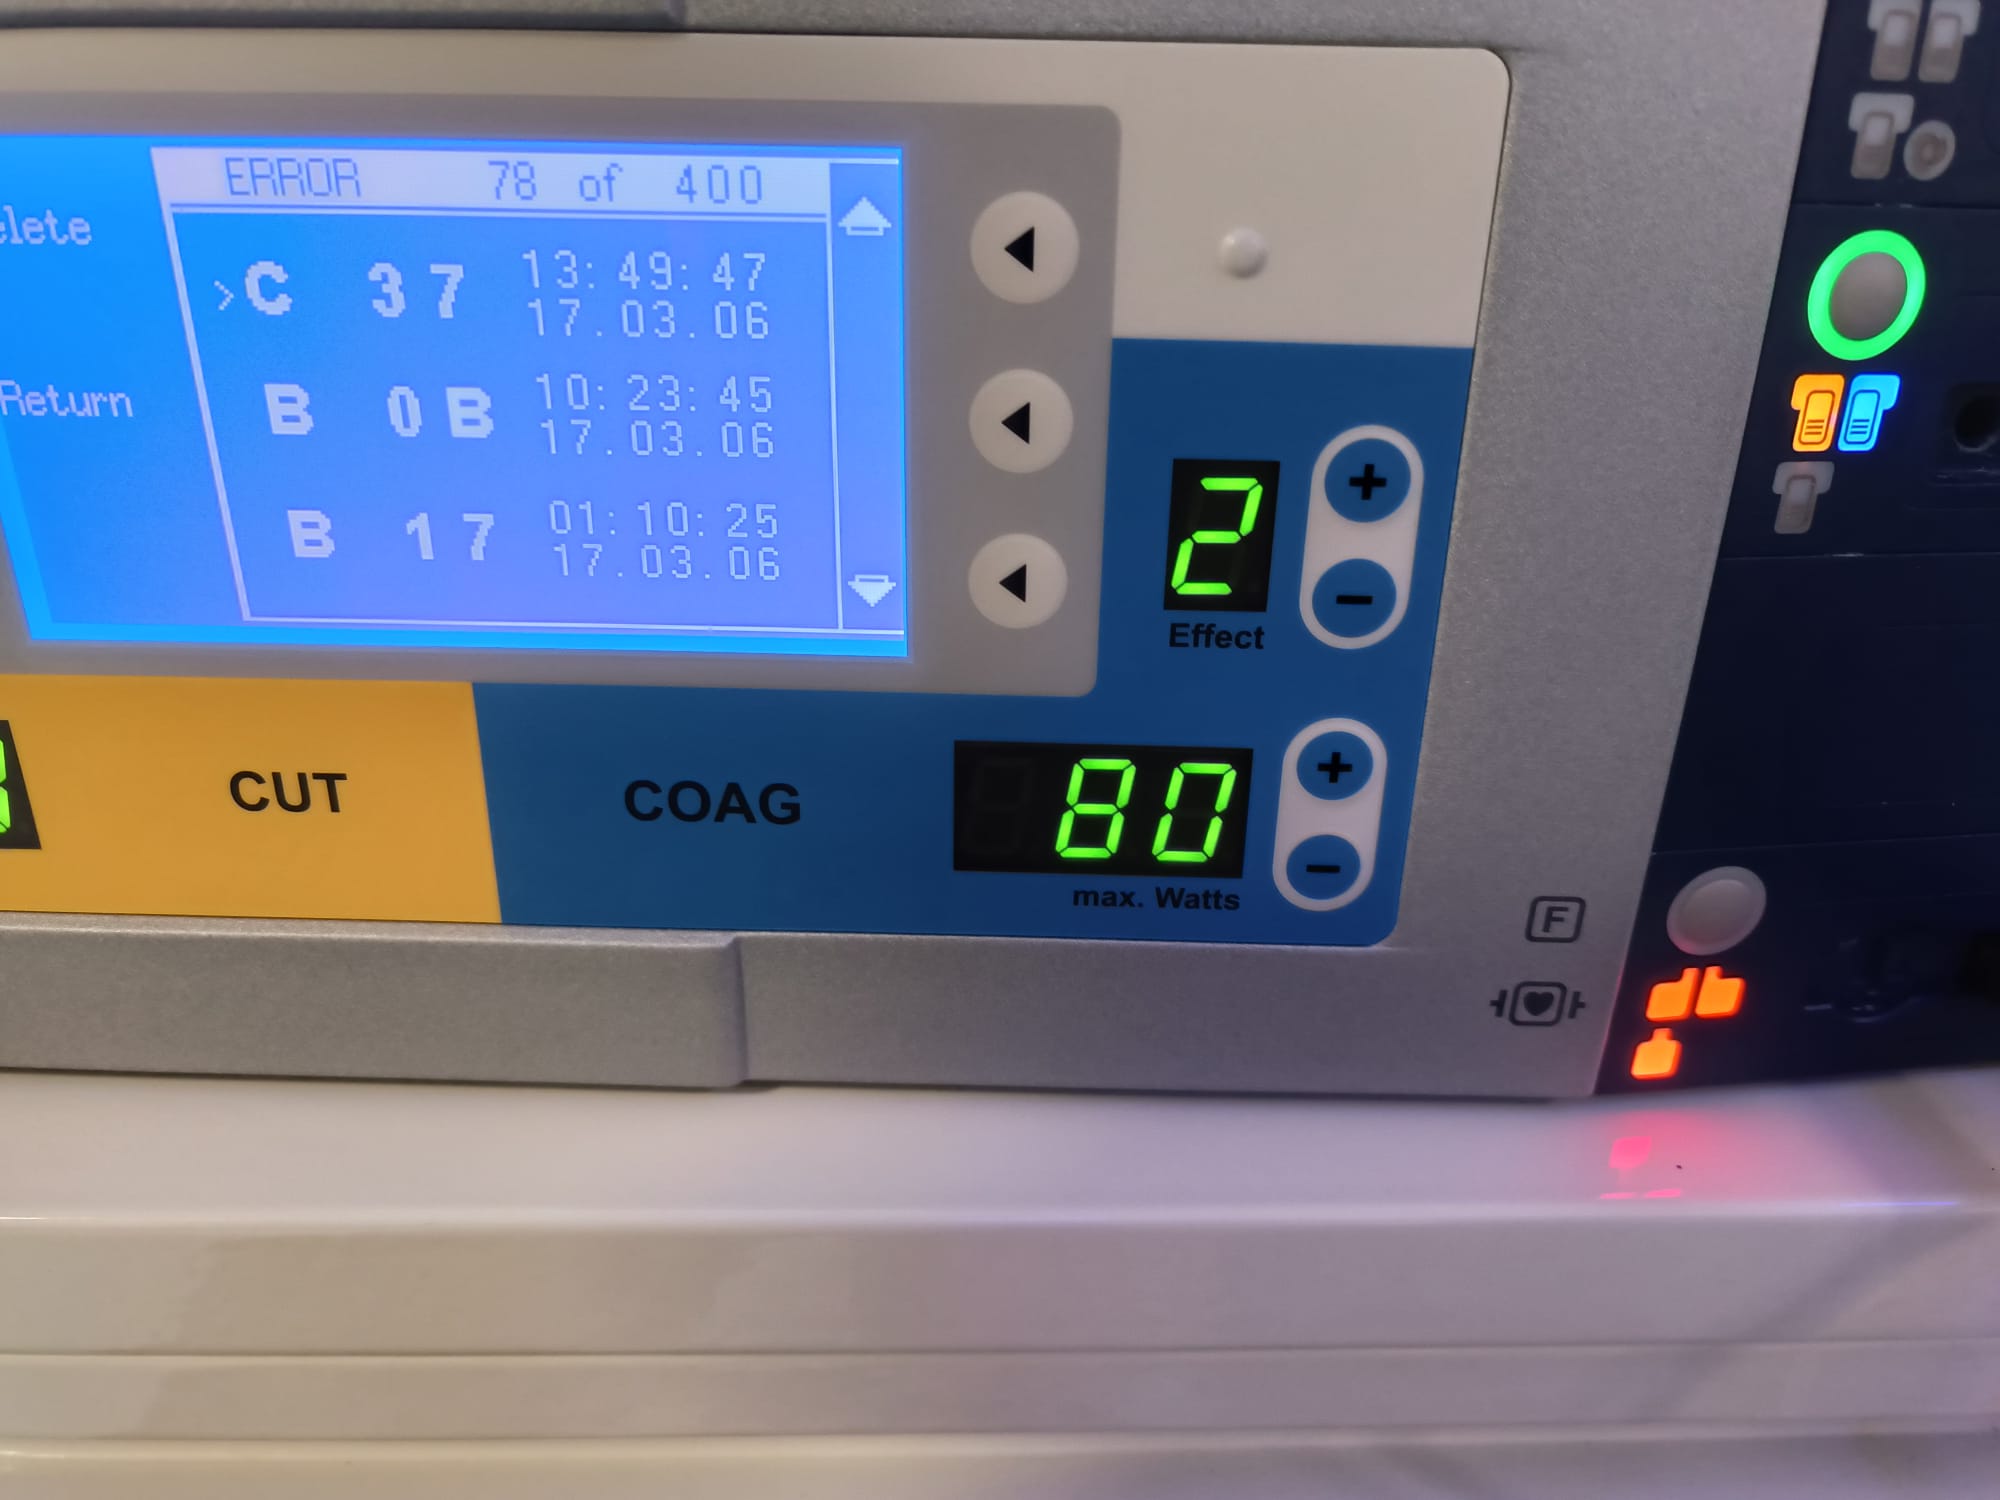 ERROR 78 of 400
elete
>C 37 13:49:47
17.03.06
Return
B 0B 10:23:45
17.03.06
B 17 01:10:25
17.03.06
2
+
-
Effect
CUT
COAG
80
+
-
max. Watts
F